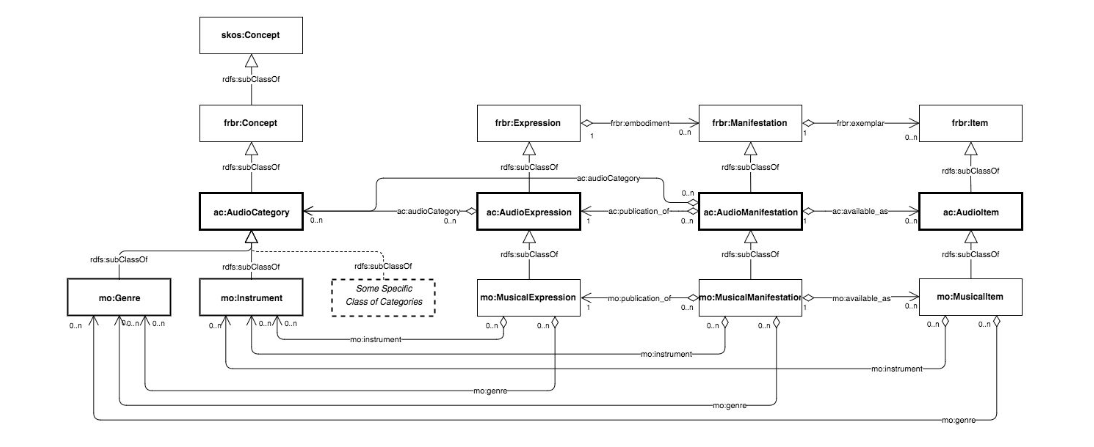 skos:Concept
rdfs:subClassOf
frbr:Concept
frbr:Expression
frbr:embodiment
1
0..n
frbr:Manifestation
frbr:exemplar
1
0..n
frbr:Item
rdfs:subClassOf
rdfs:subClassOf
rdfs:subClassOf
rdfs:subClassOf
ac:audioCategory
0..n
ac:AudioCategory
0..n
ac:audioCategory
0..n
ac:AudioExpression
1
ac:publication_of
0..n
ac:AudioManifestation
1
ac:available_as
0..n
ac:AudioItem
rdfs:subClassOf
rdfs:subClassOf
rdfs:subClassOf
rdfs:subClassOf
rdfs:subClassOf
rdfs:subClassOf
mo:Genre
mo:Instrument
Some Specific
Class of Categories
mo:MusicalExpression
mo:publication_of
mo:MusicalManifestation
mo:available_as
mo:MusicalItem
0..n
0..n
0..n
0..n
0..n
0..n
0..n
0..n
0..n
0..n
0..n
0..n
mo:instrument
mo:instrument
mo:instrument
mo:genre
mo:genre
mo:genre